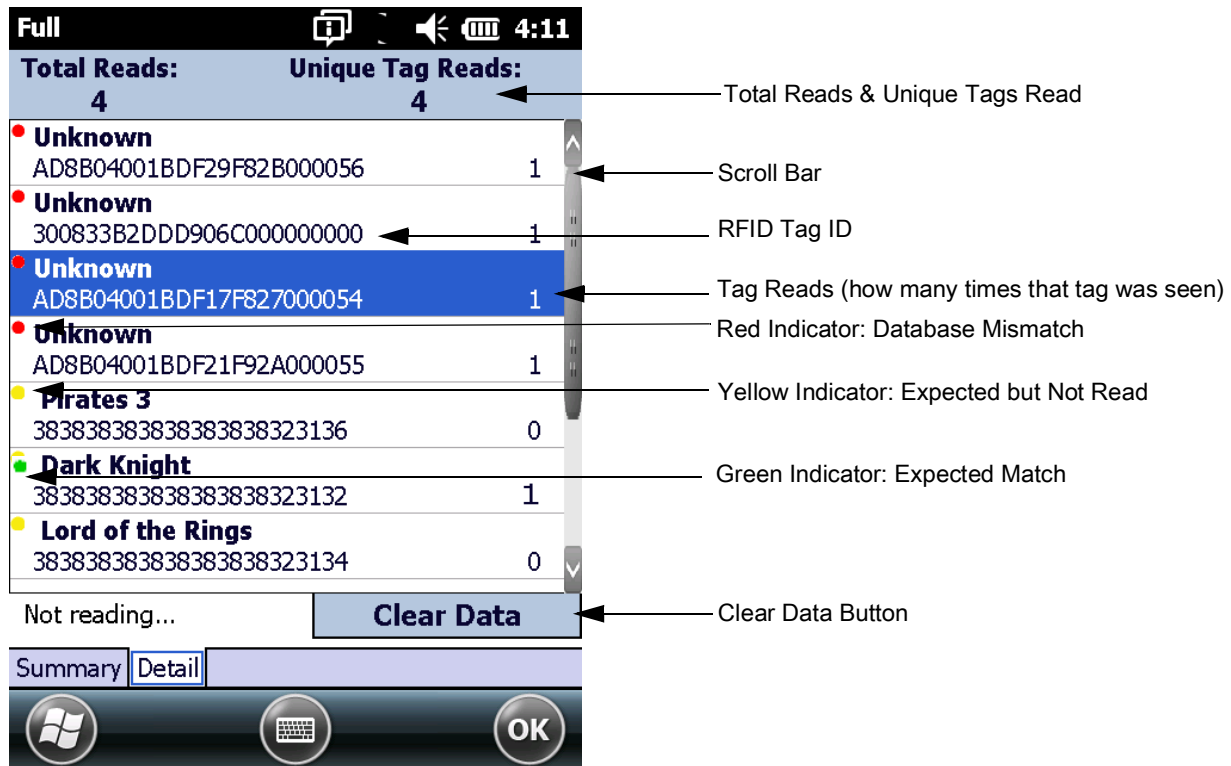 Full 4:11
Total Reads: Unique Tag Reads:
4 4
Total Reads & Unique Tags Read
Unknown
AD8B04001BDF29F82B000056 1
Scroll Bar
Unknown
300833B2DDD906C000000000 1
RFID Tag ID
Unknown
AD8B04001BDF17F827000054 1
Tag Reads (how many times that tag was seen)
Unknown
Red Indicator: Database Mismatch
AD8B04001BDF21F92A000055 1
Pirates 3
Yellow Indicator: Expected but Not Read
383838383838383838323136 0
Dark Knight
Green Indicator: Expected Match
383838383838383838323132 1
Lord of the Rings
383838383838383838323134 0
Not reading... Clear Data
Clear Data Button
Summary Detail
OK